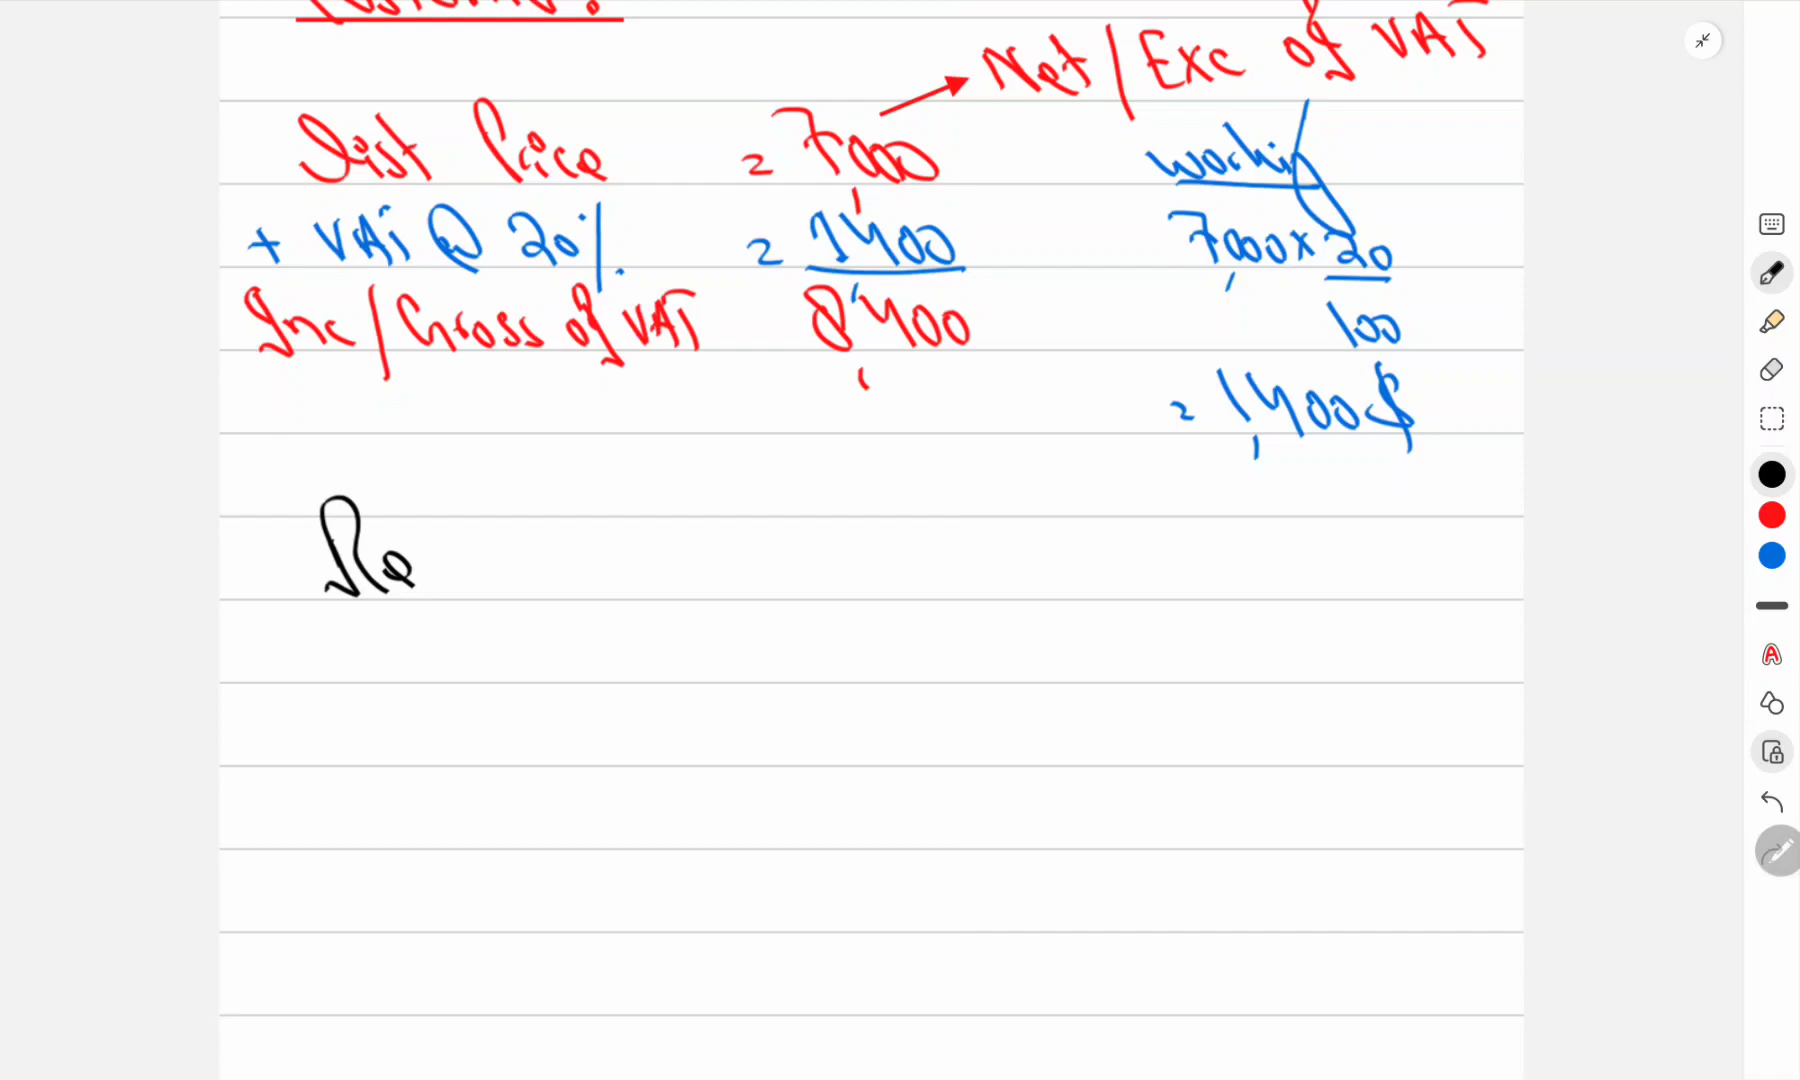 Net/Exc of VAT
List Price = 7,000
working
+ VAT @ 20% = 1,400
7,000 x 20
Inc/Gross of VAT 8,400
100
= 1,400$
Re